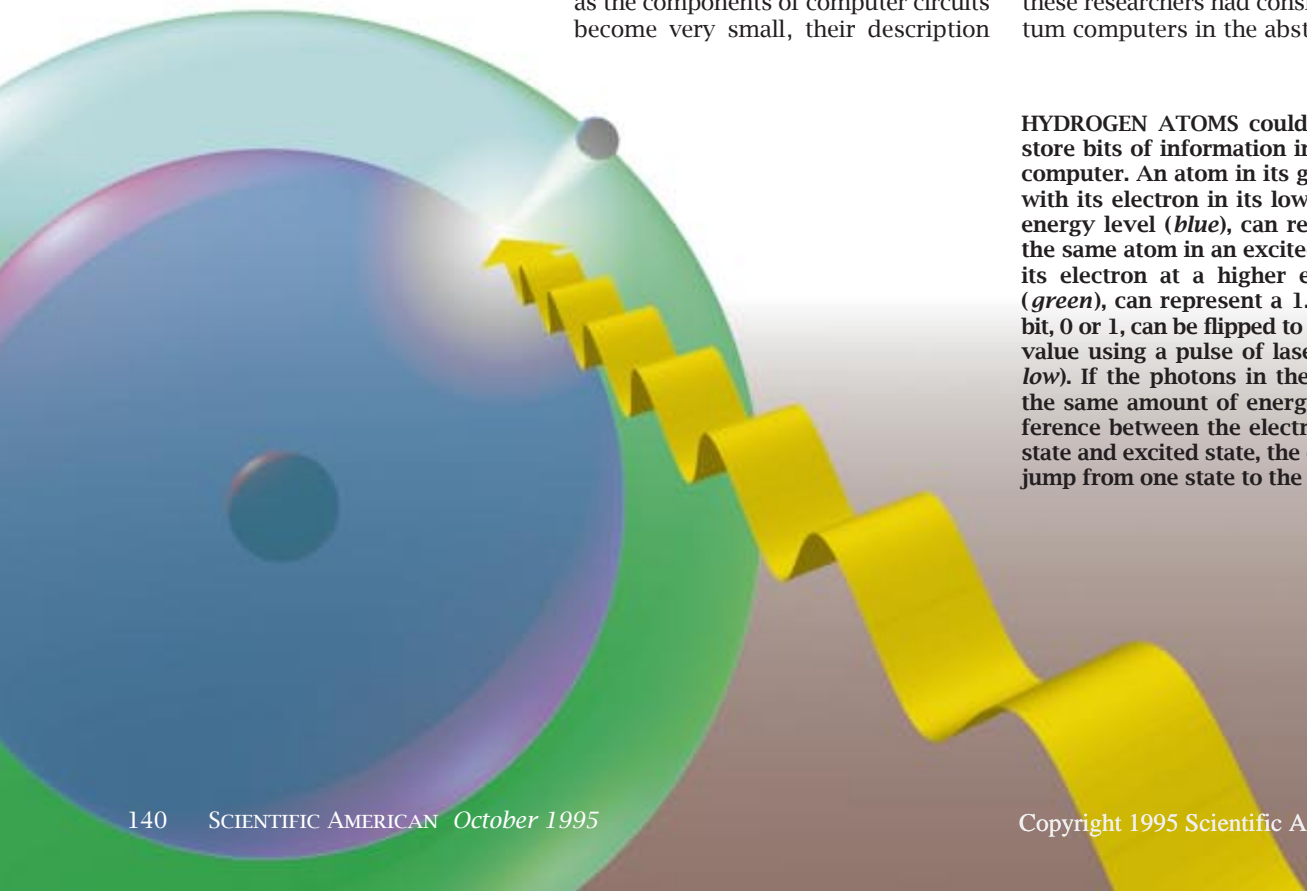 as the components of computer circuits
become very small, their description
these researchers had consi
tum computers in the abst
HYDROGEN ATOMS could
store bits of information in
computer. An atom in its g
with its electron in its low
energy level (blue), can re
the same atom in an excite
its electron at a higher e
(green), can represent a 1.
bit, 0 or 1, can be flipped to
value using a pulse of lase
low). If the photons in the
the same amount of energ
ference between the electr
state and excited state, the
jump from one state to the
140 SCIENTIFIC AMERICAN October 1995
Copyright 1995 Scientific A